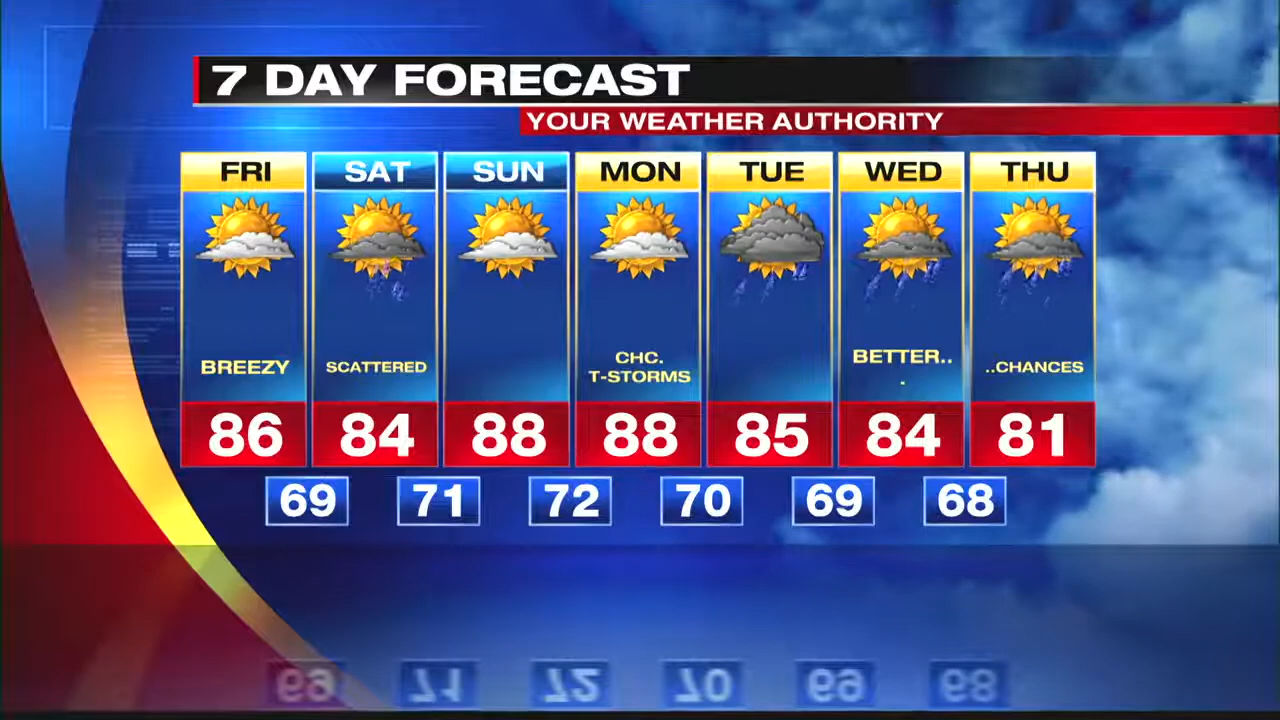 7 DAY FORECAST
YOUR WEATHER AUTHORITY
FRI SAT SUN MON TUE WED THU
BREEZY SCATTERED CHC. T-STORMS BETTER... ..CHANCES
86 84 88 88 85 84 81
69 71 72 70 69 68